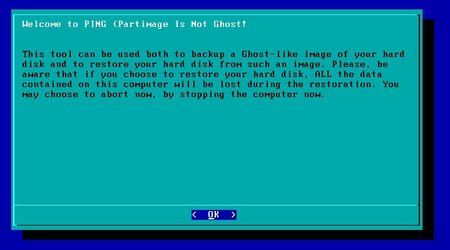 Welcome to PING (Partimage Is Not Ghost!
This tool can be used both to backup a Ghost-like image of your hard
disk and to restore your hard disk from such an image. Please, be
aware that if you choose to restore your hard disk, ALL the data
contained on this computer will be lost during the restoration. You
may choose to abort now, by stopping the computer now.
< OK >